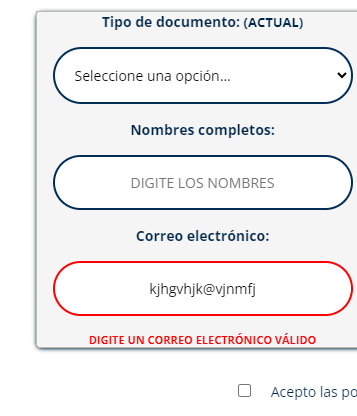 Tipo de documento: (ACTUAL)
Seleccione una opción...
Nombres completos:
DIGITE LOS NOMBRES
Correo electrónico:
kjhgvhjk@vjnmfj
DIGITE UN CORREO ELECTRÓNICO VÁLIDO
Acepto las po